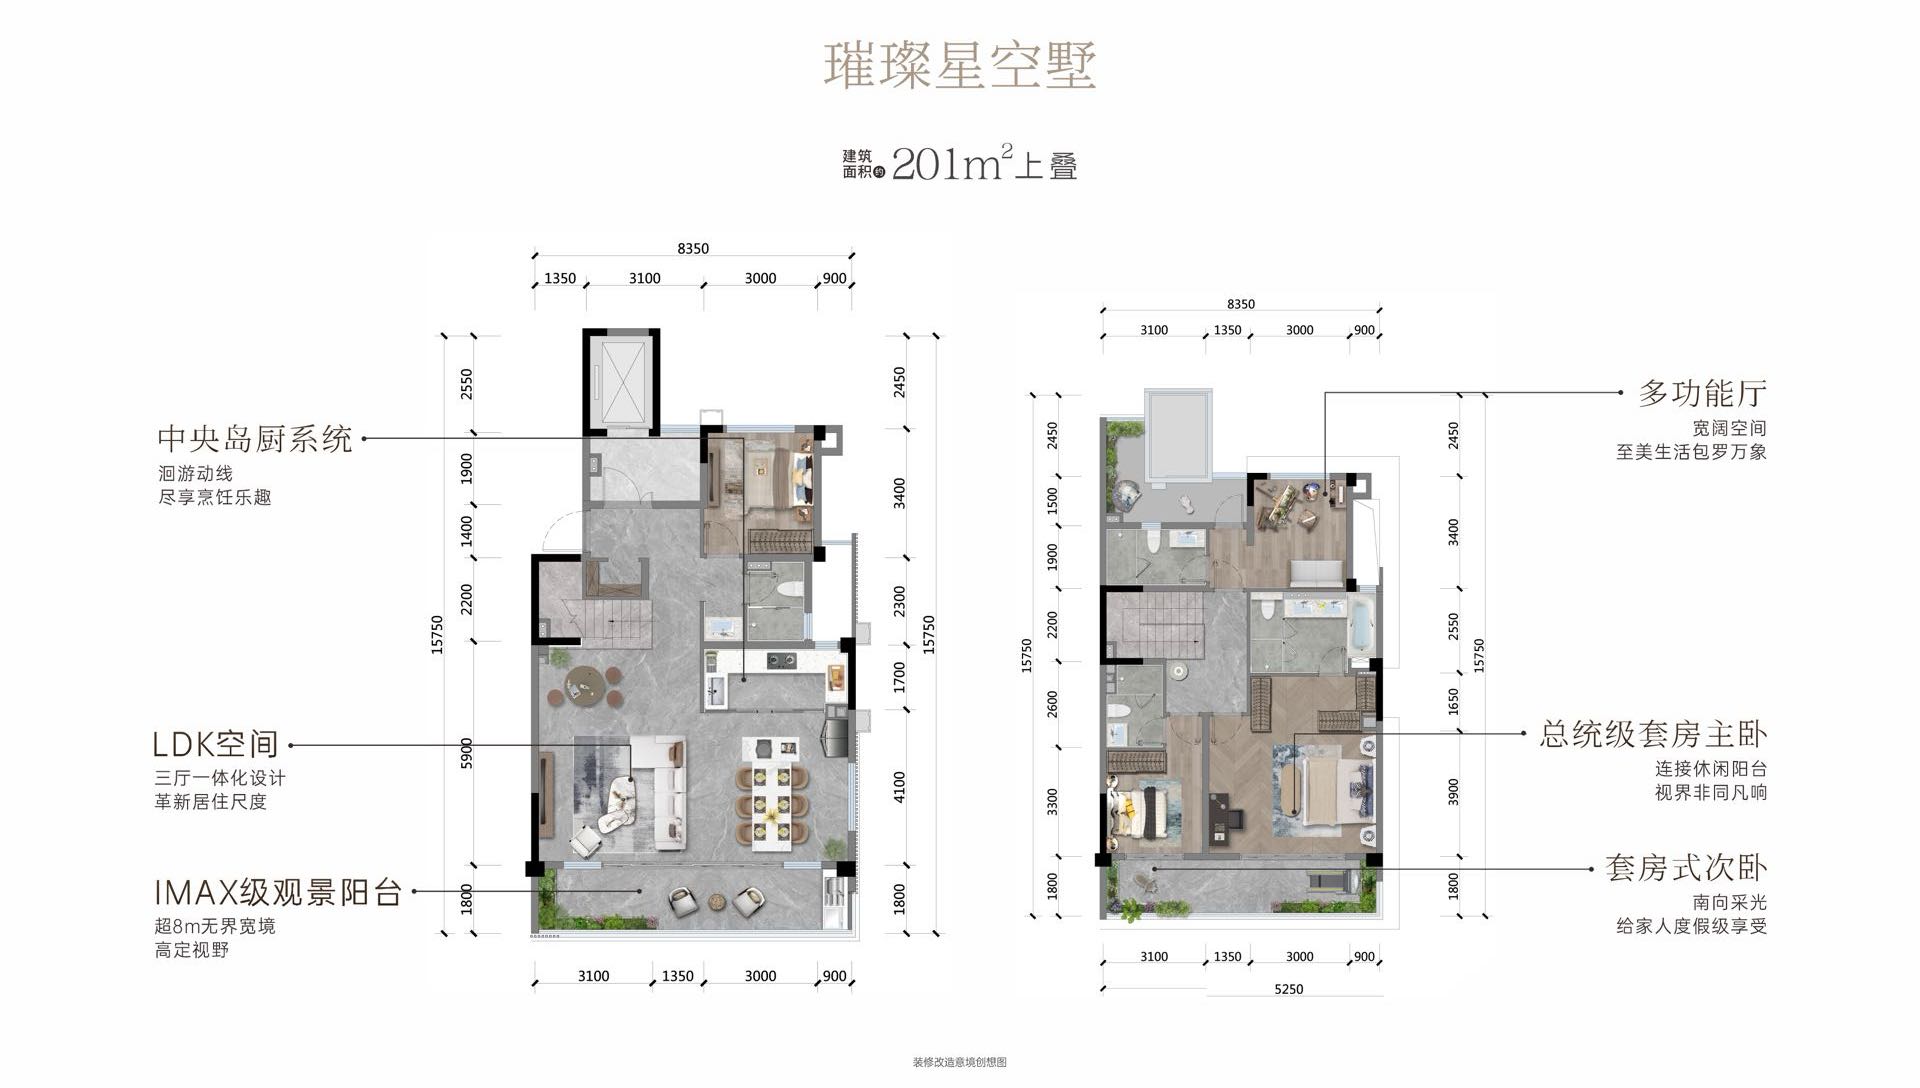 璀璨星空墅
建筑面积约201m²上叠
8350
1350 3100 3000 900
15750
2550
1900
1400
2200
5900
1800
2450
3400
2300
1700
4100
1800
15750
3100 1350 3000 900
中央岛厨系统
洄游动线
尽享烹饪乐趣
LDK空间
三厅一体化设计
革新居住尺度
IMAX级观景阳台
超8m无界宽境
高定视野
8350
3100 1350 3000 900
15750
2450
1500
1900
2200
2600
3300
1800
2450
3400
2550
1650
3900
1800
15750
3100 1350 3000 900
5250
多功能厅
宽阔空间
至美生活包罗万象
总统级套房主卧
连接休闲阳台
视界非同凡响
套房式次卧
南向采光
给家人度假级享受
装修改造意境创想图